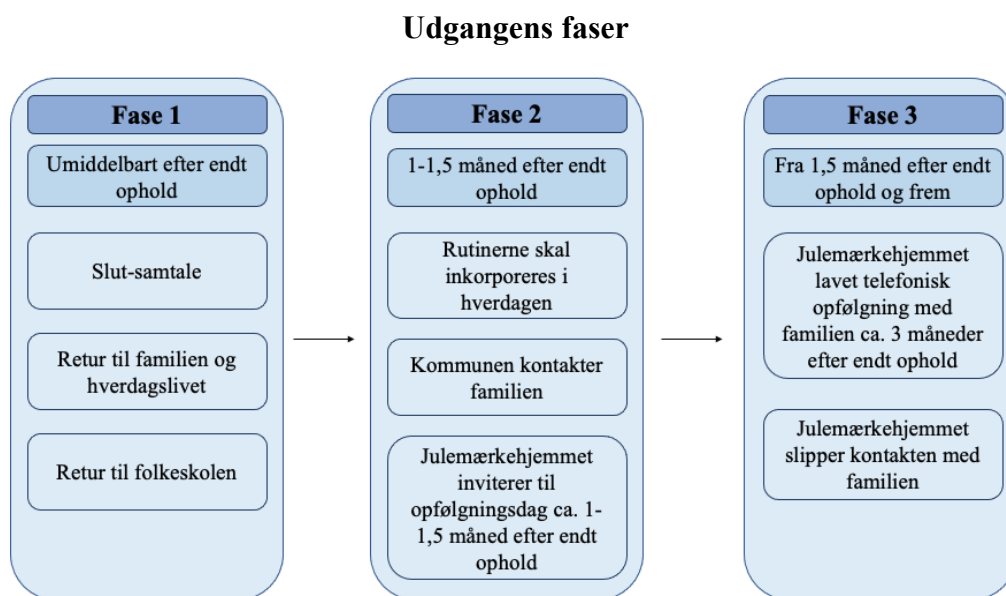 Udgangens faser
Fase 1
Umiddelbart efter endt
ophold
Slut-samtale
Retur til familien og
hverdagslivet
Retur til folkeskolen
Fase 2
1-1,5 måned efter endt
ophold
Rutinerne skal
inkorporeres i
hverdagen
Kommunen kontakter
familien
Julemærkehjemmet
inviterer til
opfølgningsdag ca. 1-
1,5 måned efter endt
ophold
Fase 3
Fra 1,5 måned efter endt
ophold og frem
Julemærkehjemmet
lavet telefonisk
opfølgning med
familien ca. 3 måneder
efter endt ophold
Julemærkehjemmet
slipper kontakten med
familien